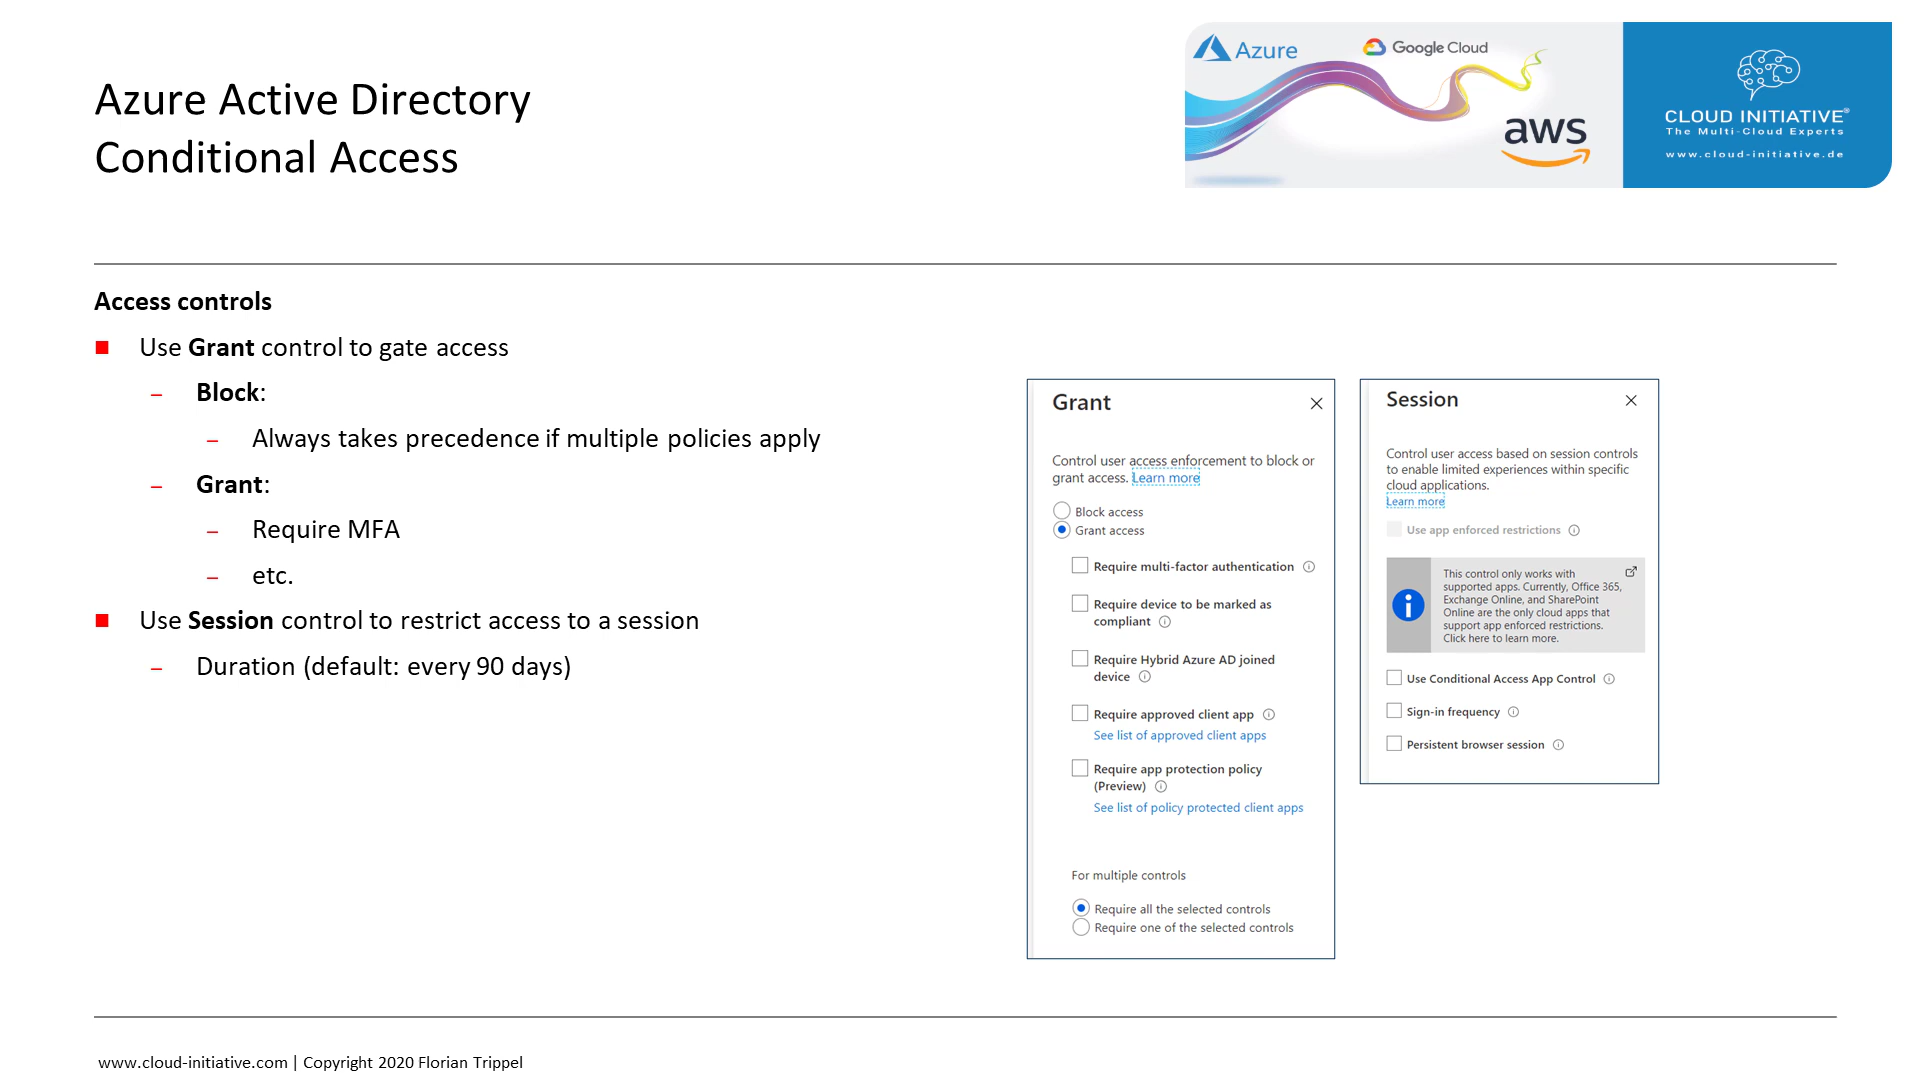 Azure
Google Cloud
aws
CLOUD INITIATIVE®
The Multi-Cloud Experts
www.cloud-initiative.de
Azure Active Directory
Conditional Access
Access controls
Use Grant control to gate access
– Block:
– Always takes precedence if multiple policies apply
– Grant:
– Require MFA
– etc.
Use Session control to restrict access to a session
– Duration (default: every 90 days)
Grant
Control user access enforcement to block or
grant access. Learn more
Block access
Grant access
Require multi-factor authentication
Require device to be marked as
compliant
Require Hybrid Azure AD joined
device
Require approved client app
See list of approved client apps
Require app protection policy
(Preview)
See list of policy protected client apps
For multiple controls
Require all the selected controls
Require one of the selected controls
Session
Control user access based on session controls
to enable limited experiences within specific
cloud applications.
Learn more
Use app enforced restrictions
This control only works with
supported apps. Currently, Office 365,
Exchange Online, and SharePoint
Online are the only cloud apps that
support app enforced restrictions.
Click here to learn more.
Use Conditional Access App Control
Sign-in frequency
Persistent browser session
www.cloud-initiative.com | Copyright 2020 Florian Trippel